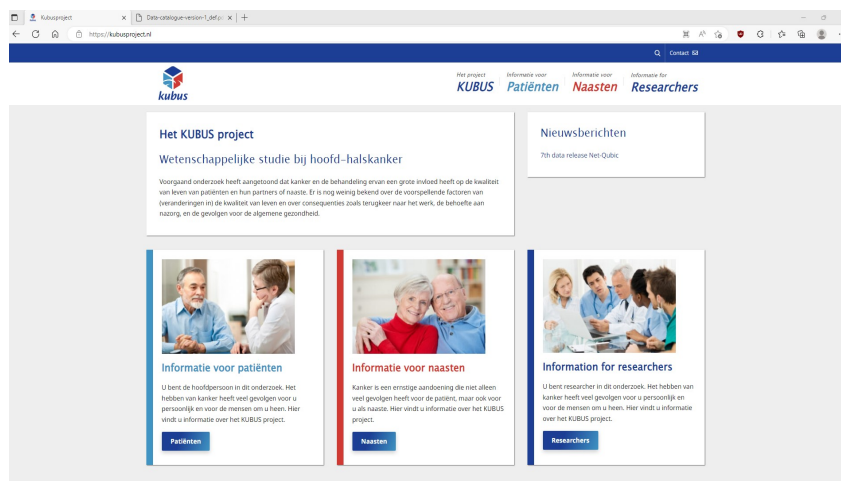 Kubusproject
Data-catalogue-version-1_def.p
https://kubusproject.nl
Contact
kubus
Het project
KUBUS
Informatie voor
Patiënten
Informatie voor
Naasten
Informatie for
Researchers
Het KUBUS project
Wetenschappelijke studie bij hoofd-halskanker
Voorgaand onderzoek heeft aangetoond dat kanker en de behandeling ervan een grote invloed heeft op de kwaliteit
van leven van patiënten en hun partners of naaste. Er is nog weinig bekend over de voorspellende factoren van
(veranderingen in) de kwaliteit van leven en over consequenties zoals terugkeer naar het werk, de behoefte aan
nazorg, en de gevolgen voor de algemene gezondheid.
Nieuwsberichten
7th data release Net-Qubic
Informatie voor patiënten
U bent de hoofdpersoon in dit onderzoek. Het
hebben van kanker heeft veel gevolgen voor u
persoonlijk en voor de mensen om u heen. Hier
vindt u informatie over het KUBUS project.
Patiënten
Informatie voor naasten
Kanker is een ernstige aandoening die niet alleen
veel gevolgen heeft voor de patiënt, maar ook voor
u als naaste. Hier vindt u informatie over het KUBUS
project.
Naasten
Information for
researchers
U bent researcher in dit onderzoek. Het hebben van
kanker heeft veel gevolgen voor u persoonlijk en
voor de mensen om u heen. Hier vindt u informatie
over het KUBUS project.
Researchers